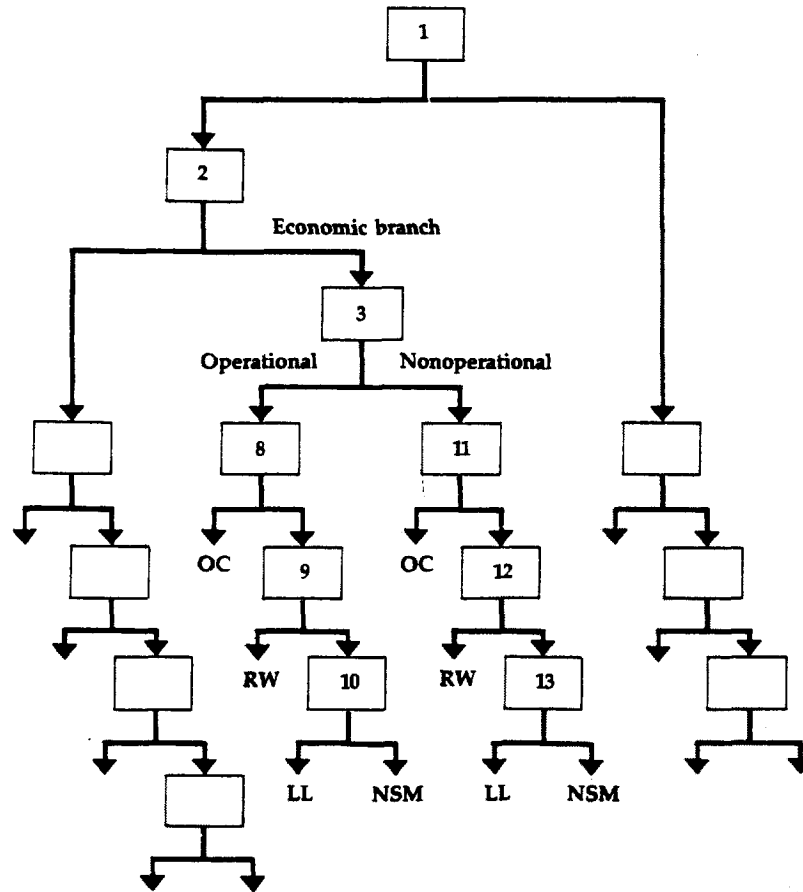 1
2
Economic branch
3
Operational Nonoperational
8 11
OC 9 OC 12
RW 10 RW 13
LL NSM LL NSM